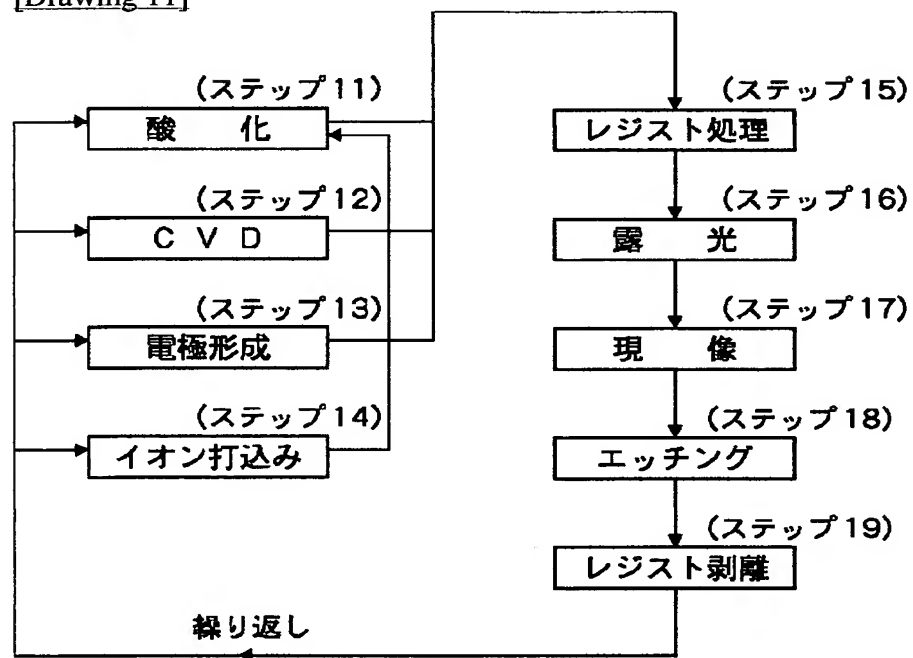 [Drawing 11]
(ステップ11)
酸 化
(ステップ12)
C V D
(ステップ13)
電極形成
(ステップ14)
イオン打込み
(ステップ15)
レジスト処理
(ステップ16)
露 光
(ステップ17)
現 像
(ステップ18)
エッチング
(ステップ19)
レジスト剥離
繰り返し